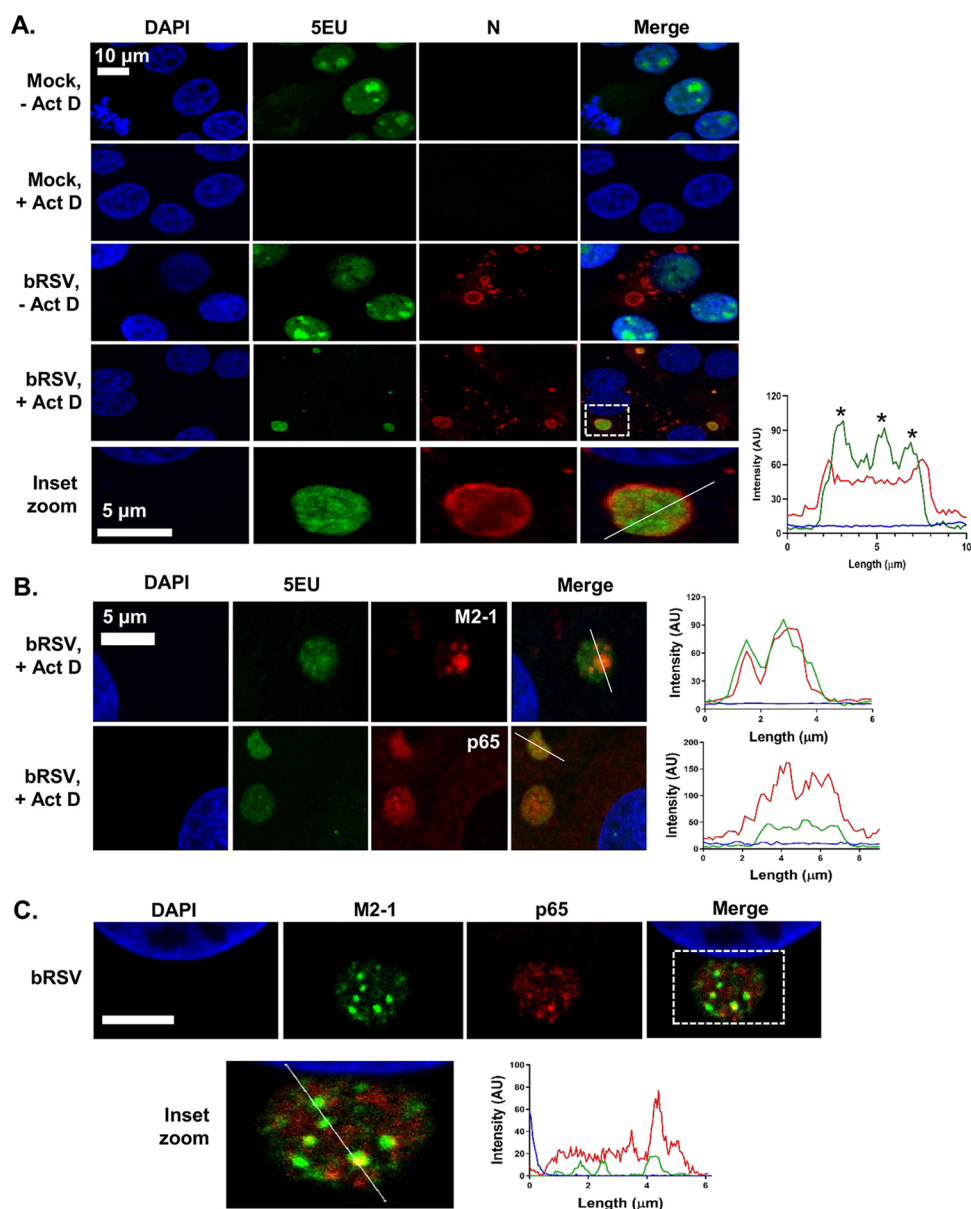 A.
DAPI 5EU N Merge
10 µm
Mock,
- Act D
Mock,
+ Act D
bRSV,
- Act D
bRSV,
+ Act D
Inset
zoom
5 µm
Intensity (AU)
120
90
60
30
0
* * *
0 5 10
Length (µm)
B.
DAPI 5EU Merge
5 µm
M2-1
bRSV,
+ Act D
Intensity (AU)
120
90
60
30
0
0 2 4 6
Length (µm)
p65
bRSV,
+ Act D
Intensity (AU)
200
150
100
50
0
0 2 4 6 8
Length (µm)
C.
DAPI M2-1 p65 Merge
bRSV
Inset
zoom
Intensity (AU)
100
80
60
40
20
0
0 2 4 6
Length (µm)